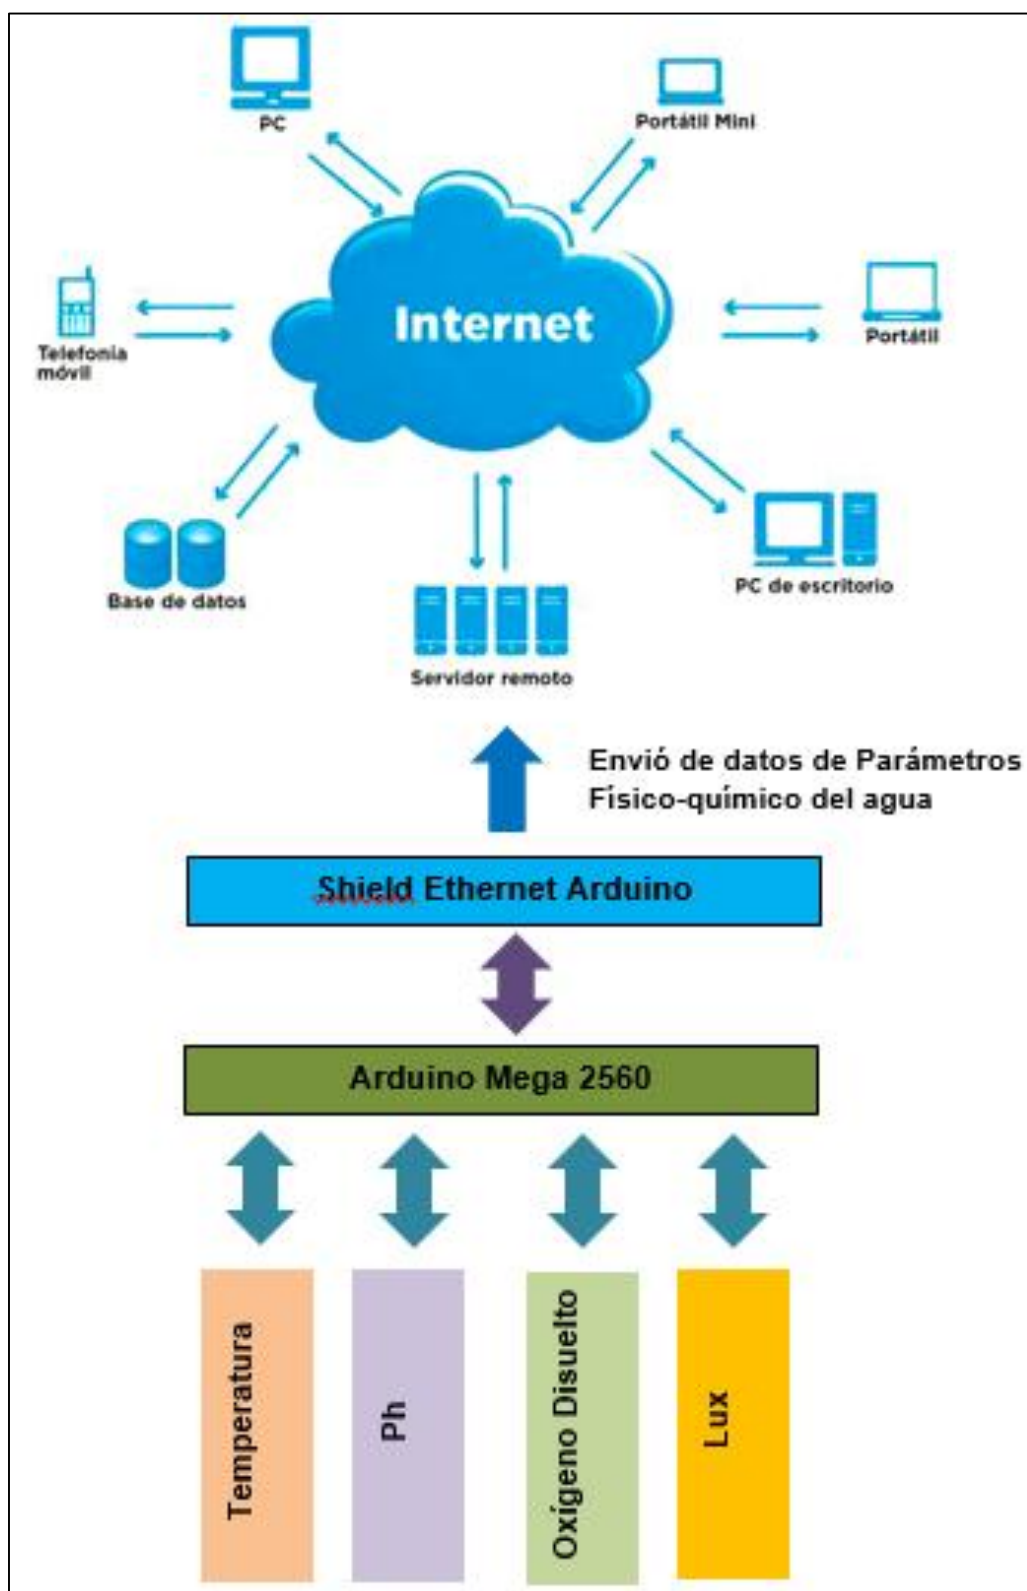 PC
Portátil Mini
Internet
Telefonía
móvil
Portátil
Base de datos
PC de escritorio
Servidor remoto
Envió de datos de Parámetros
Físico-químico del agua
Shield Ethernet Arduino
Arduino Mega 2560
Temperatura
Ph
Oxígeno Disuelto
Lux